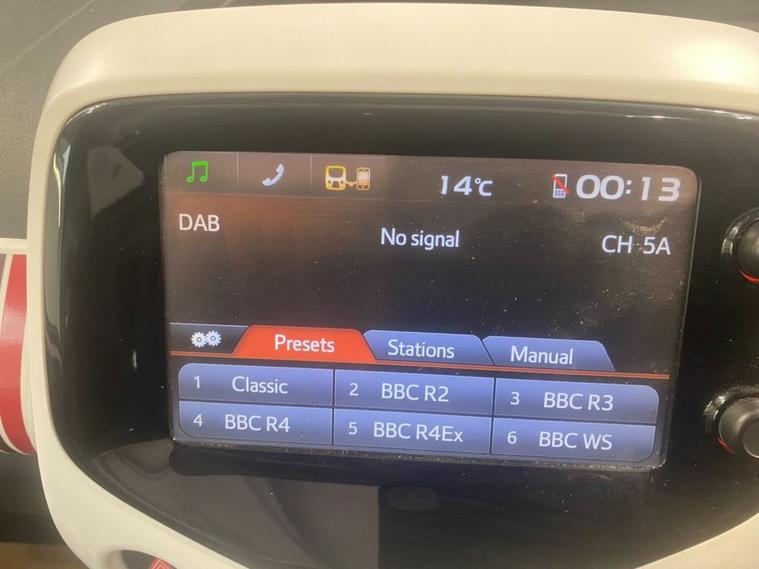 14°C 00:13
DAB
No signal
CH 5A
Presets Stations Manual
1 Classic 2 BBC R2 3 BBC R3
4 BBC R4 5 BBC R4Ex 6 BBC WS